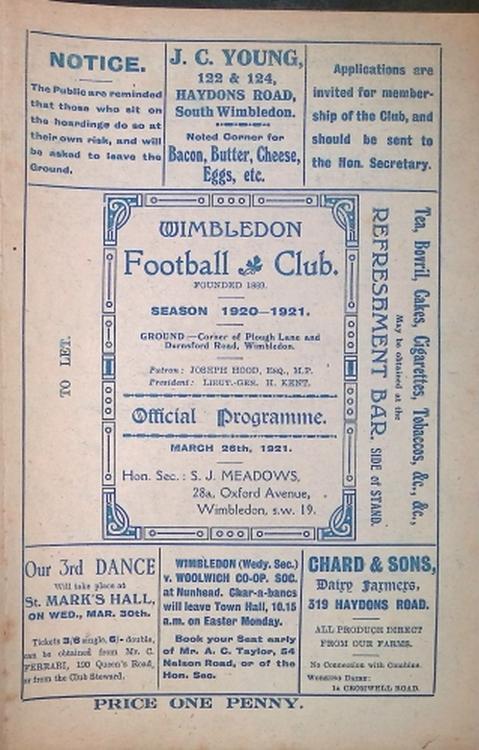 NOTICE.
The Public are reminded
that those who sit on
the hoardings do so at
their own risk, and will
be asked to leave the
Ground.
J. C. YOUNG,
122 & 124,
HAYDONS ROAD,
South Wimbledon.
Noted Corner for
Bacon, Butter, Cheese,
Eggs, etc.
Applications are
invited for member-
ship of the Club, and
should be sent to
the Hon. Secretary.
TO LET.
WIMBLEDON
Football Club.
FOUNDED 1889.
SEASON 1920—1921.
GROUND—Corner of Plough Lane and
Durnsford Road, Wimbledon.
Patron: JOSEPH HOOD, ESQ., M.P.
President: LIEUT.-GEN. H. KENT.
Official Programme.
MARCH 26th, 1921.
Hon. Sec.: S. J. MEADOWS,
28a, Oxford Avenue,
Wimbledon, S.W. 19.
Tea, Bovril, Cakes, Cigarettes, Tobaccos, &c., &c.,
May be obtained at the
REFRESHMENT BAR. SIDE of STAND.
Our 3rd DANCE
Will take place at
St. MARK'S HALL,
ON WED., MAR. 30th.
Tickets 3/6 single, 6/- double,
can be obtained from Mr. C.
FERRARI, 190 Queen's Road,
or from the Club Steward.
WIMBLEDON (Wedy. Sec.)
v. WOOLWICH CO-OP. SOC.
at Nunhead. Char-a-bancs
will leave Town Hall, 10.15
a.m. on Easter Monday.
Book your Seat early
of Mr. A. C. Taylor, 54
Nelson Road, or of the
Hon. Sec.
CHARD & SONS,
Dairy Farmers,
319 HAYDONS ROAD.
ALL PRODUCE DIRECT
FROM OUR FARMS.
No Connection with Combine.
WORKING DAIRY:
1A CROMWELL ROAD.
PRICE ONE PENNY.